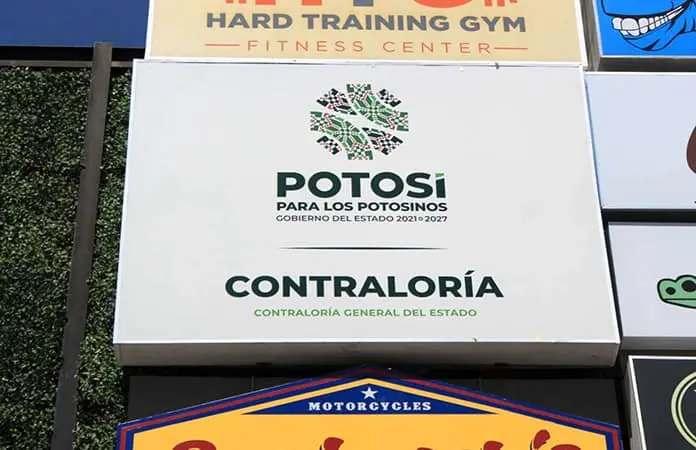 HARD TRAINING GYM
FITNESS CENTER
POTOSÍ
PARA LOS POTOSINOS
GOBIERNO DEL ESTADO 2021 2027
CONTRALORÍA
CONTRALORÍA GENERAL DEL ESTADO
MOTORCYCLES